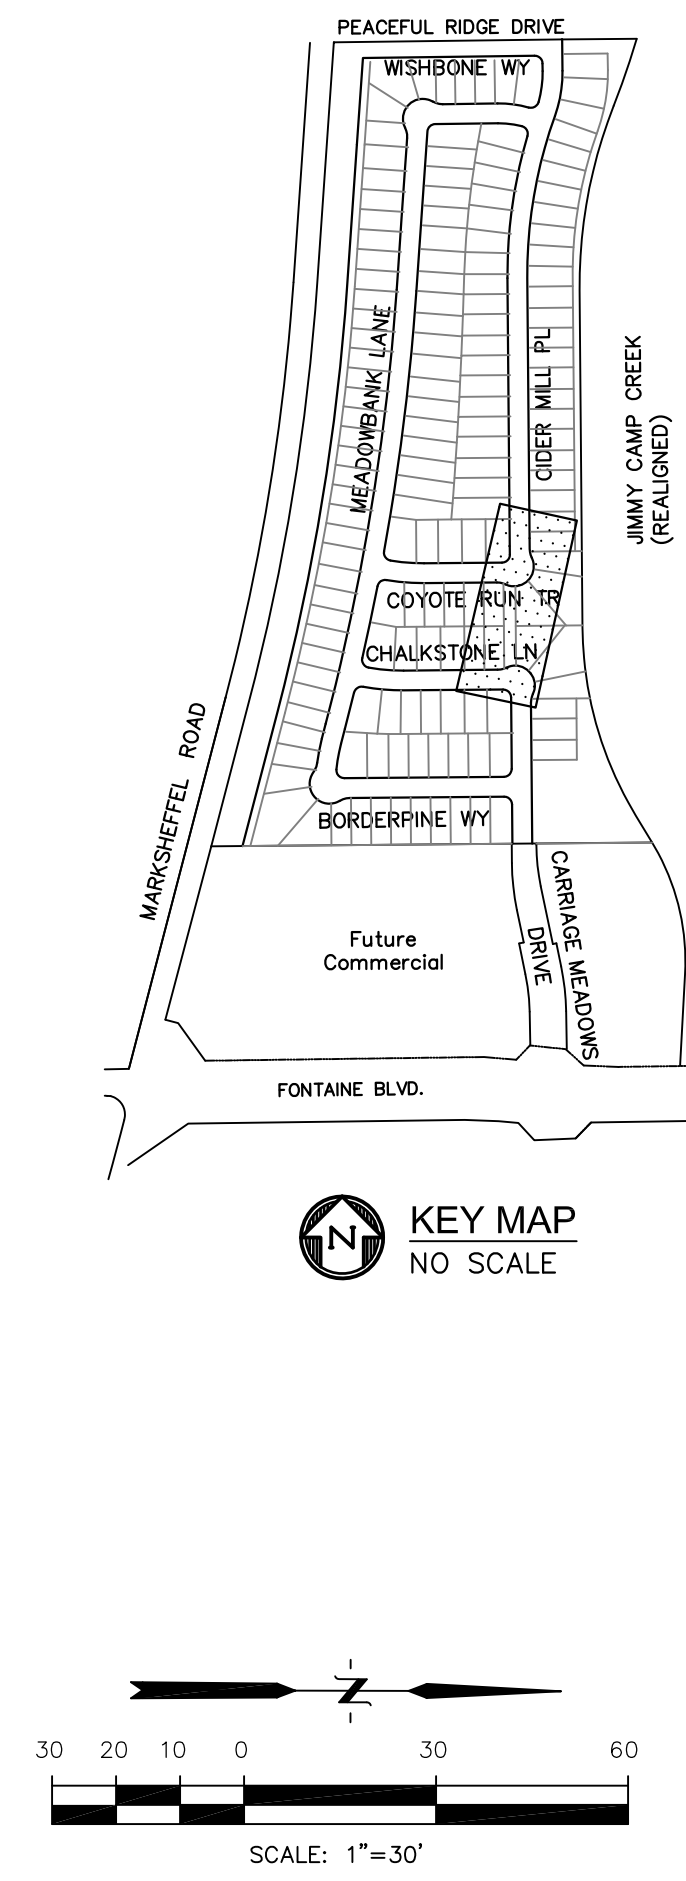 PEACEFUL RIDGE DRIVE
WISHBONE WY
MEADOWBANK LANE
CIDER MILL PL
JIMMY CAMP CREEK
(REALIGNED)
COYOTE RUN TR
CHALKSTONE LN
MARKSHEFFEL ROAD
BORDERPINE WY
CARRIAGE MEADOWS
DRIVE
Future
Commercial
FONTAINE BLVD.
N
KEY MAP
NO SCALE
N
30 20 10 0 30 60
SCALE: 1"=30'